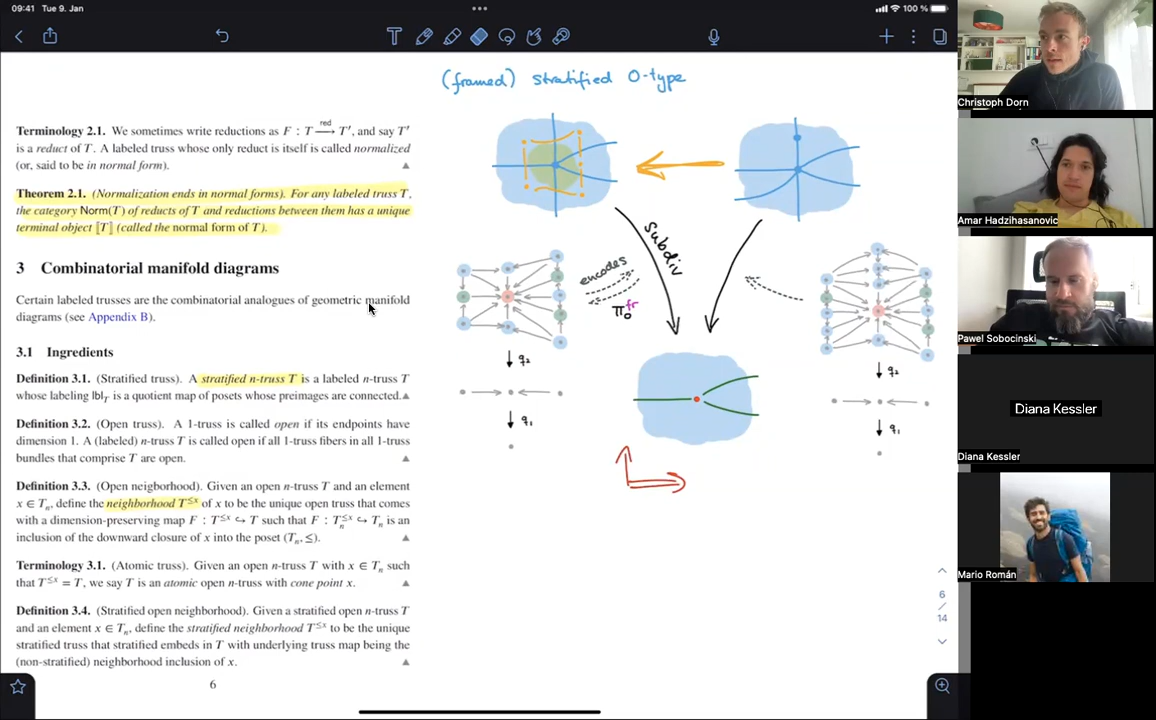 09:41 Tue 9. Jan
100 %
(framed) stratified 0-type
Terminology 2.1. We sometimes write reductions as F : T red⟶ T′, and say T′
is a reduct of T. A labeled truss whose only reduct is itself is called normalized
(or, said to be in normal form). ▲
Theorem 2.1. (Normalization ends in normal forms). For any labeled truss T,
the category Norm(T) of reducts of T and reductions between them has a unique
terminal object ⟦T⟧ (called the normal form of T).
3 Combinatorial manifold diagrams
Certain labeled trusses are the combinatorial analogues of geometric manifold
diagrams (see Appendix B).
3.1 Ingredients
Definition 3.1. (Stratified truss). A stratified n-truss T is a labeled n-truss
whose labeling lbl_T is a quotient map of posets whose preimages are connected. ▲
Definition 3.2. (Open truss). A 1-truss is called open if its endpoints have
dimension 1. A (labeled) n-truss T is called open if all 1-truss fibers in all 1-truss
bundles that comprise T are open. ▲
Definition 3.3. (Open neigborhood). Given an open n-truss T and an element
x ∈ T_n, define the neighborhood T^≤x of x to be the unique open truss that comes
with a dimension-preserving map F : T^≤x ↪ T such that F : T_n^≤x ↪ T_n is an
inclusion of the downward closure of x into the poset (T_n, ≤). ▲
Terminology 3.1. (Atomic truss). Given an open n-truss T with x ∈ T_n such
that T^≤x = T, we say T is an atomic open n-truss with cone point x. ▲
Definition 3.4. (Stratified open neighborhood). Given a stratified open n-truss T
and an element x ∈ T_n, define the stratified neighborhood T^≤x to be the unique
stratified truss that stratified embeds in T with underlying truss map being the
(non-stratified) neighborhood inclusion of x. ▲
6
Subdiv
encodes
π₀^fr
q₂
q₁
q₂
q₁
6
/
14
Christoph Dorn
Amar Hadzihasanovic
Pawel Sobocinski
Diana Kessler
Diana Kessler
Mario Román